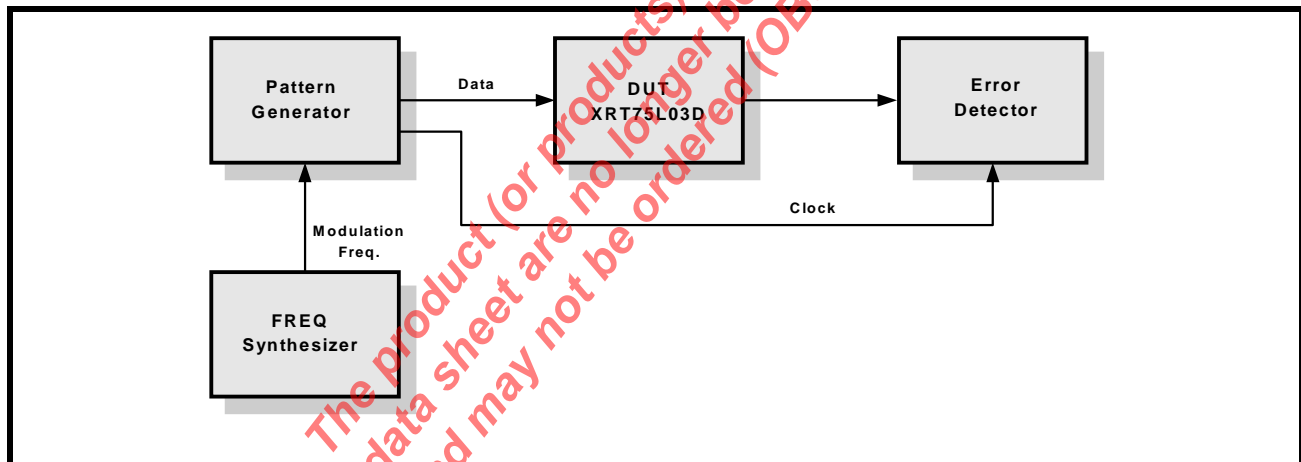 Pattern
Generator
Data
DUT
XRT75L03D
Error
Detector
Clock
Modulation
Freq.
FREQ
Synthesizer
The product (or products)
data sheet are no longer be
and may not be ordered (OB